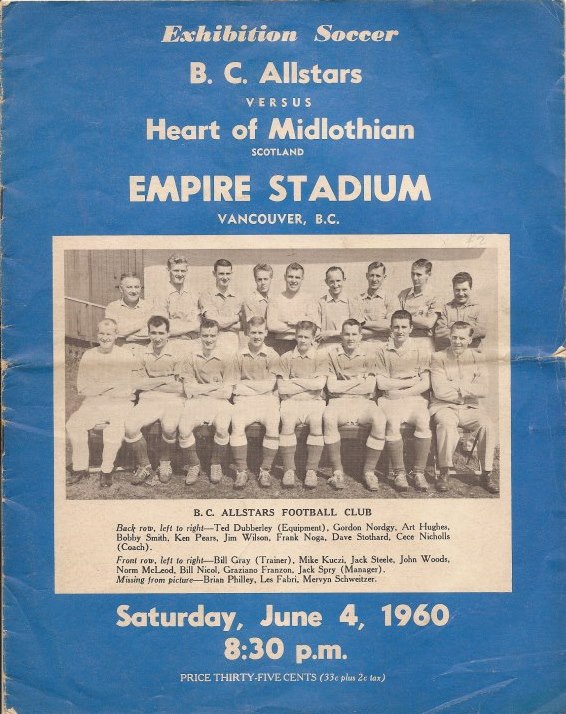 Exhibition Soccer
B. C. Allstars
VERSUS
Heart of Midlothian
SCOTLAND
EMPIRE STADIUM
VANCOUVER, B.C.
B. C. ALLSTARS FOOTBALL CLUB
Back row, left to right—Ted Dubberley (Equipment), Gordon Nordgy, Art Hughes,
Bobby Smith, Ken Pears, Jim Wilson, Frank Noga, Dave Stothard, Cece Nicholls
(Coach).
Front row, left to right—Bill Gray (Trainer), Mike Kuczi, Jack Steele, John Woods,
Norm McLeod, Bill Nicol, Graziano Franzon, Jack Spry (Manager).
Missing from picture—Brian Philley, Les Fabri, Mervyn Schweitzer.
Saturday, June 4, 1960
8:30 p.m.
PRICE THIRTY-FIVE CENTS (33c plus 2c tax)